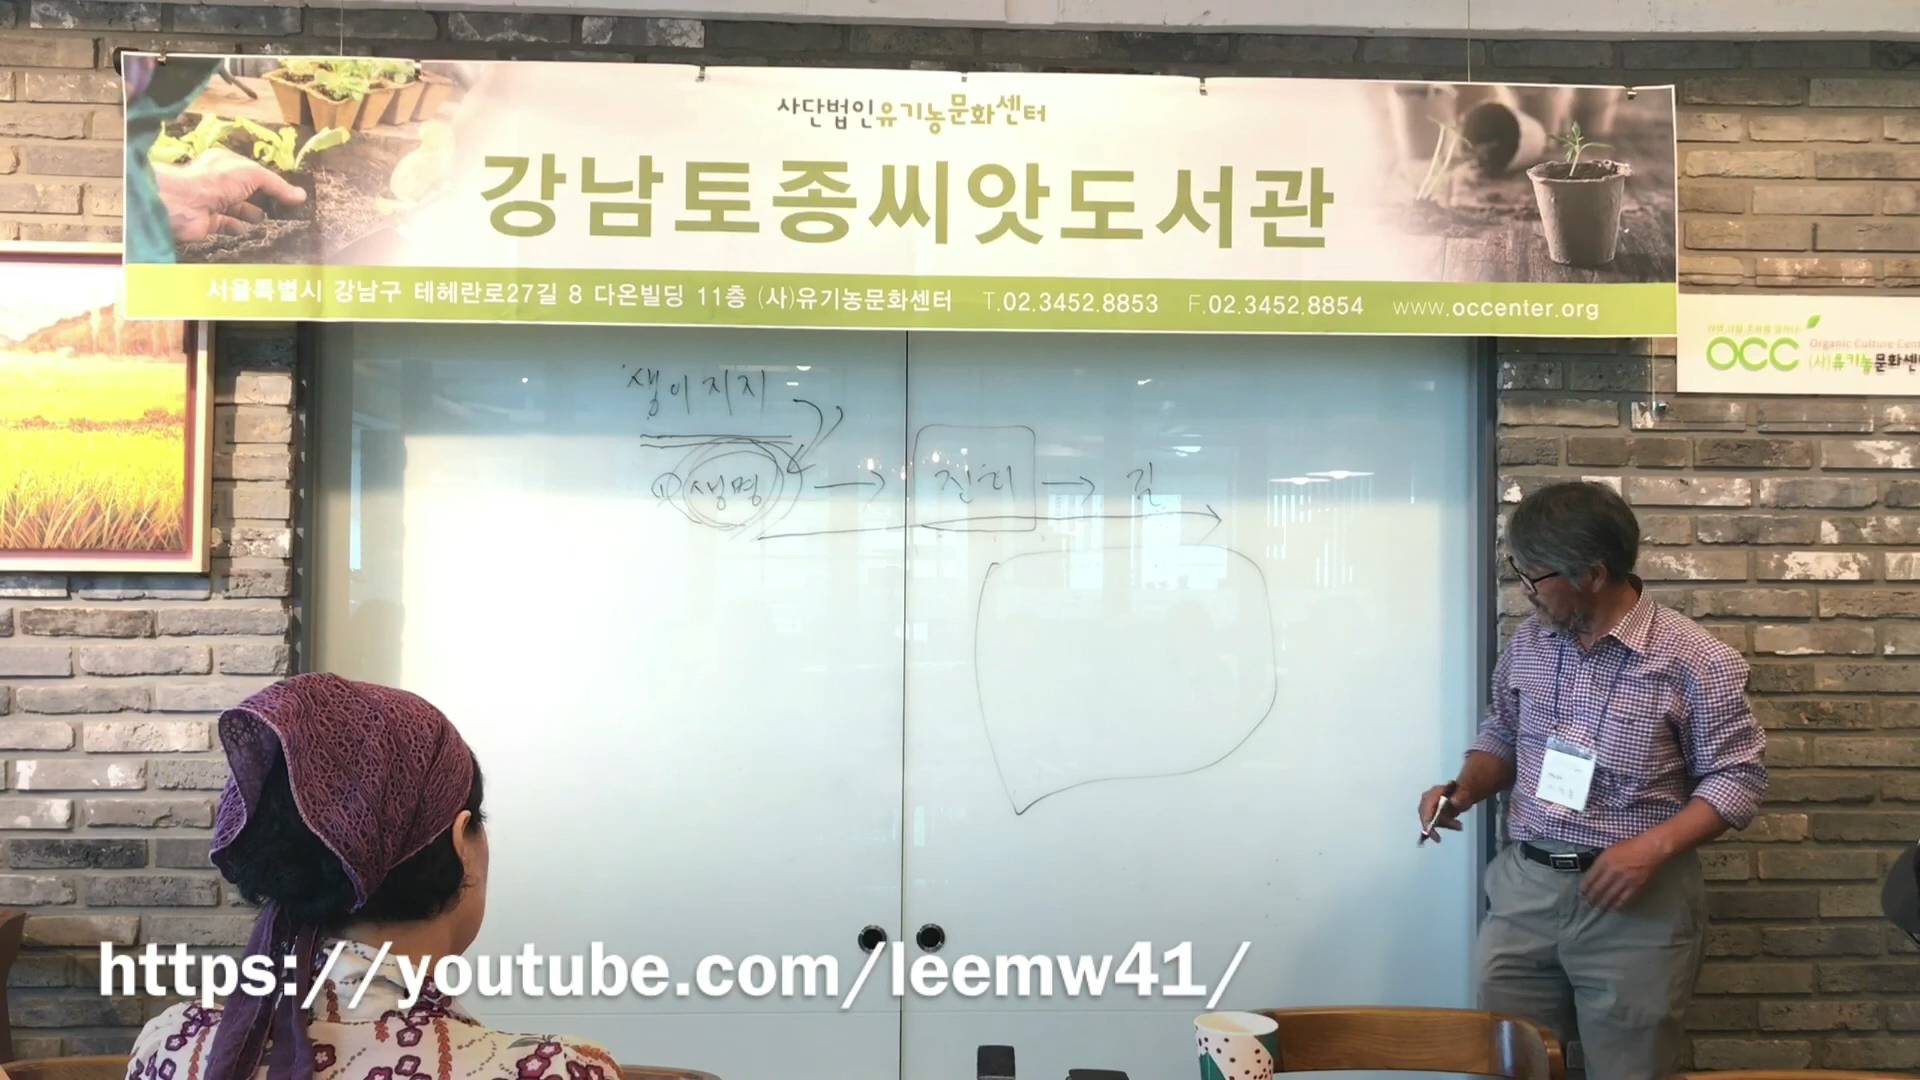 사단법인유기농문화센터
강남토종씨앗도서관
서울특별시 강남구 테헤란로27길 8 다온빌딩 11층 (사)유기농문화센터 T.02.3452.8853 F.02.3452.8854 www.occenter.org
OCC Organic Culture Cent
(사)유기농문화센터
생이지지
생명 → 진리 → 길
https://youtube.com/leemw41/